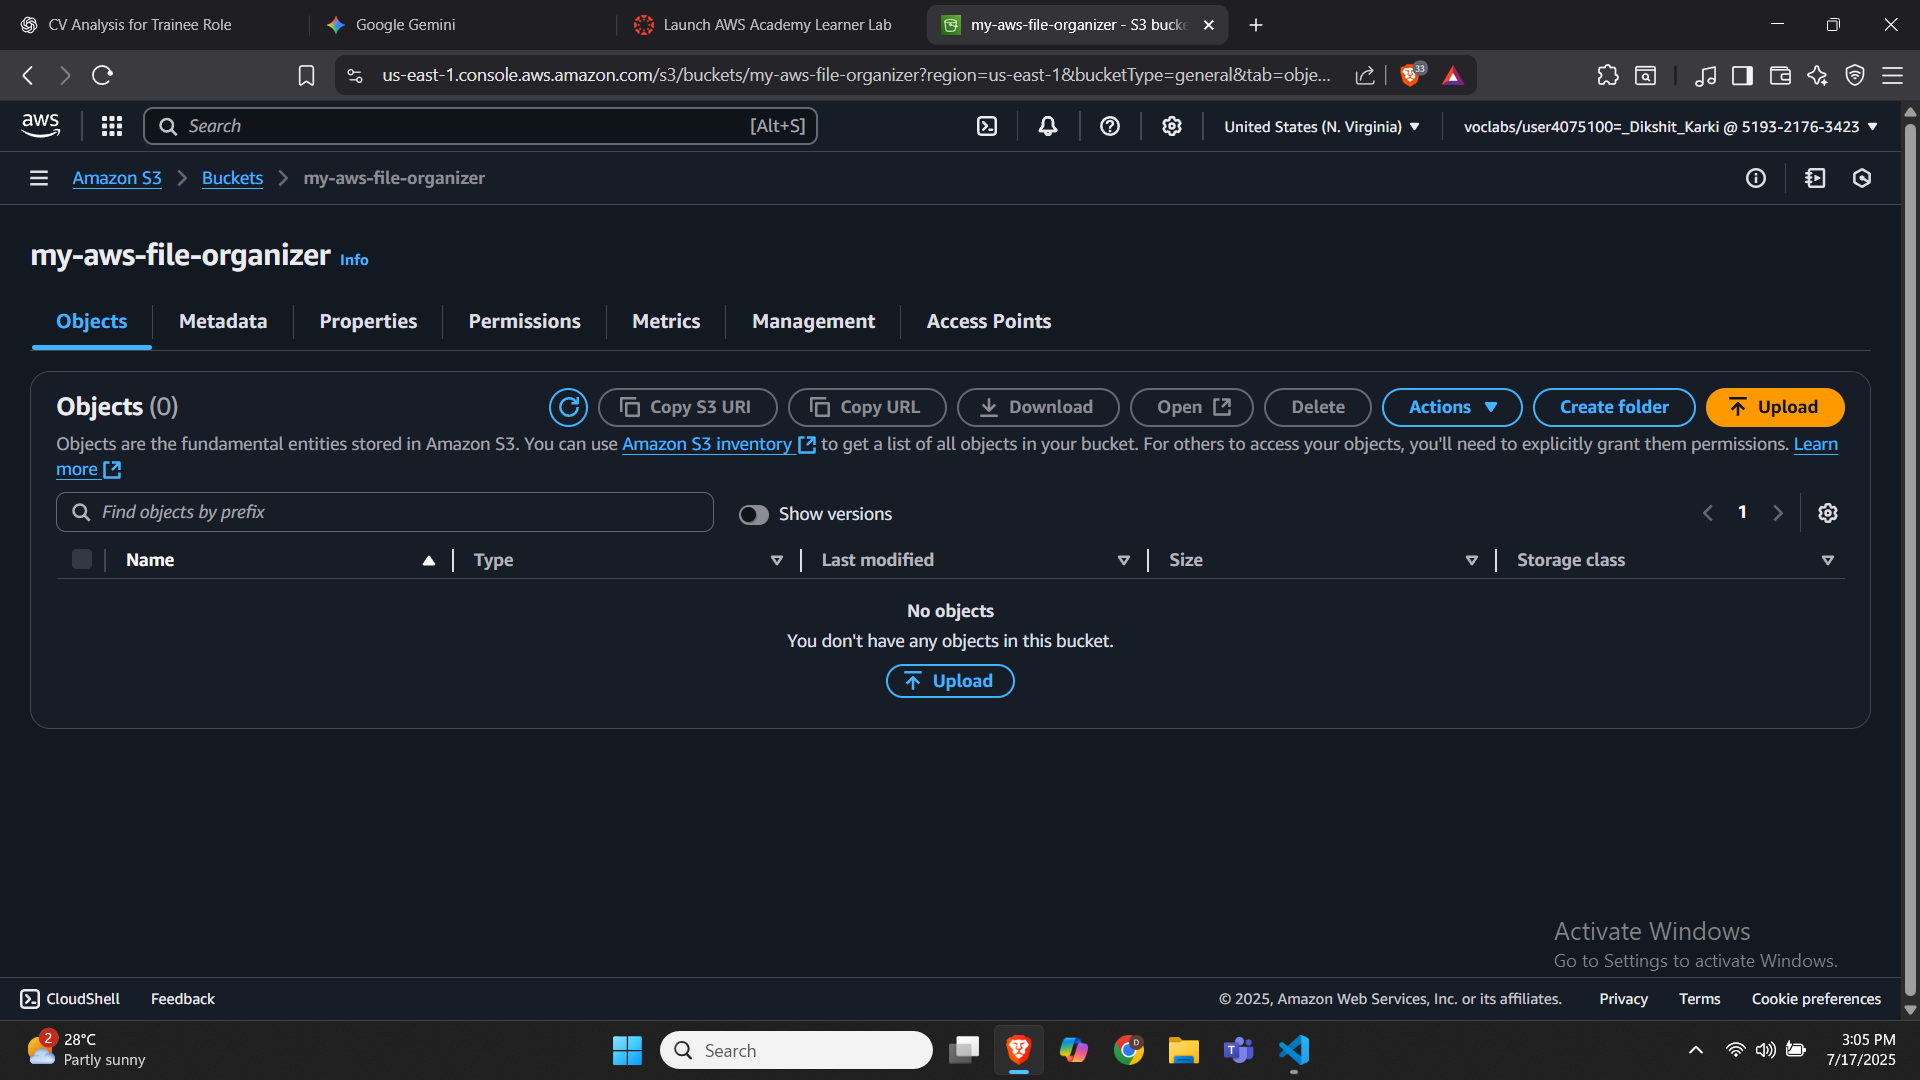 CV Analysis for Trainee Role
Google Gemini
Launch AWS Academy Learner Lab
my-aws-file-organizer - S3 bucke
us-east-1.console.aws.amazon.com/s3/buckets/my-aws-file-organizer?region=us-east-1&bucketType=general&tab=obje...
33
aws
Search
[Alt+S]
United States (N. Virginia)
voclabs/user4075100=_Dikshit_Karki @ 5193-2176-3423
Amazon S3
Buckets
my-aws-file-organizer
my-aws-file-organizer Info
Objects
Metadata
Properties
Permissions
Metrics
Management
Access Points
Objects (0)
Copy S3 URI
Copy URL
Download
Open
Delete
Actions
Create folder
Upload
Objects are the fundamental entities stored in Amazon S3. You can use Amazon S3 inventory to get a list of all objects in your bucket. For others to access your objects, you'll need to explicitly grant them permissions. Learn
more
Find objects by prefix
Show versions
1
Name
Type
Last modified
Size
Storage class
No objects
You don't have any objects in this bucket.
Upload
Activate Windows
Go to Settings to activate Windows.
CloudShell
Feedback
© 2025, Amazon Web Services, Inc. or its affiliates.
Privacy
Terms
Cookie preferences
2
28°C
Partly sunny
Search
D
T
3:05 PM
7/17/2025